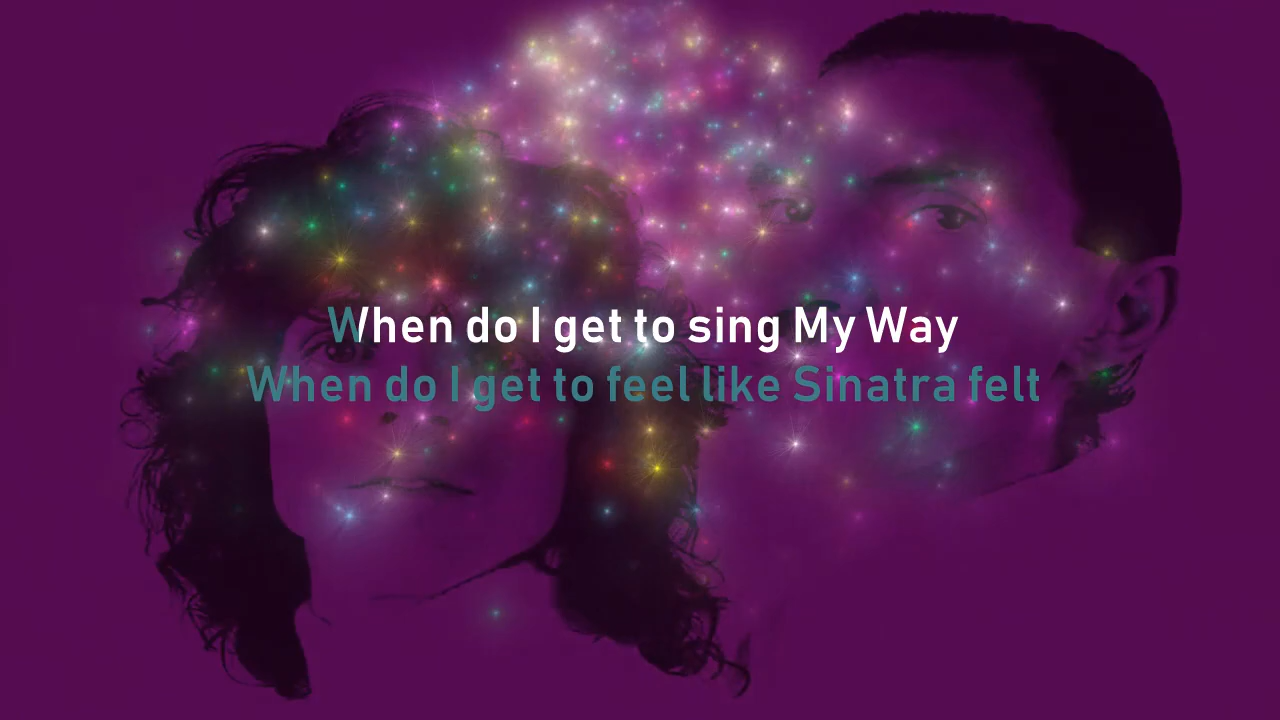 When do I get to sing My Way
When do I get to feel like Sinatra felt